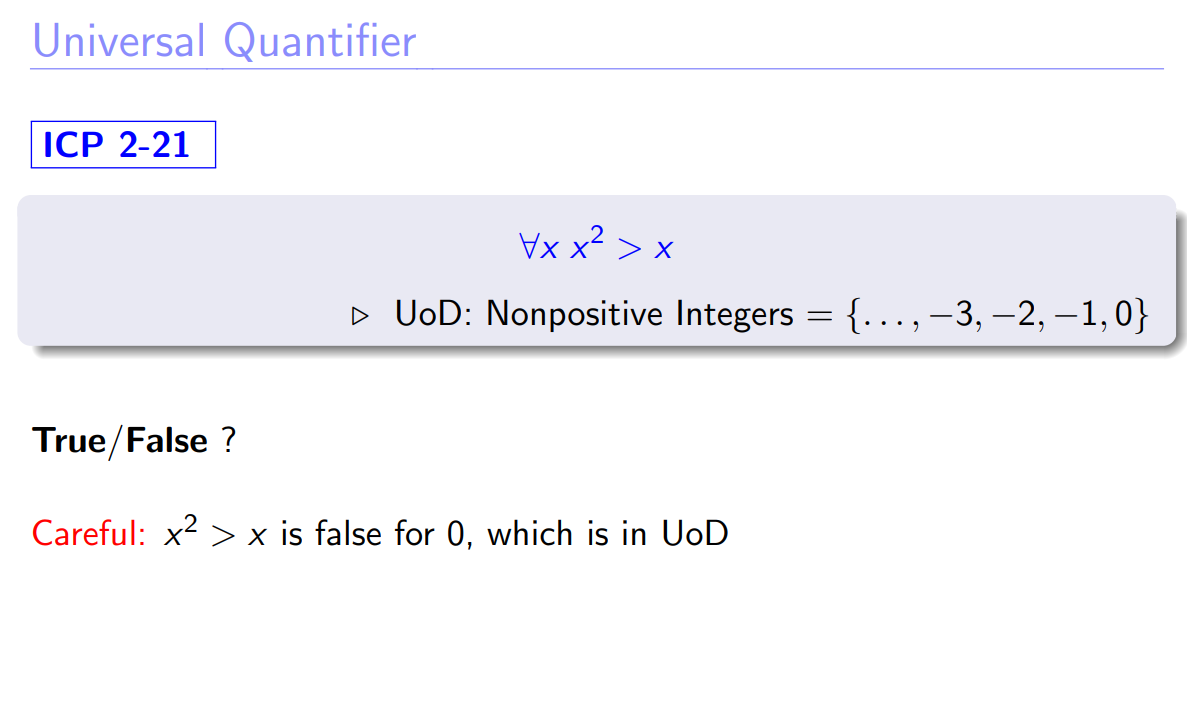 Universal Quantifier
ICP 2-21
∀x x² > x
▷ UoD: Nonpositive Integers = {. . . , −3, −2, −1, 0}
True/False ?
Careful: x² > x is false for 0, which is in UoD